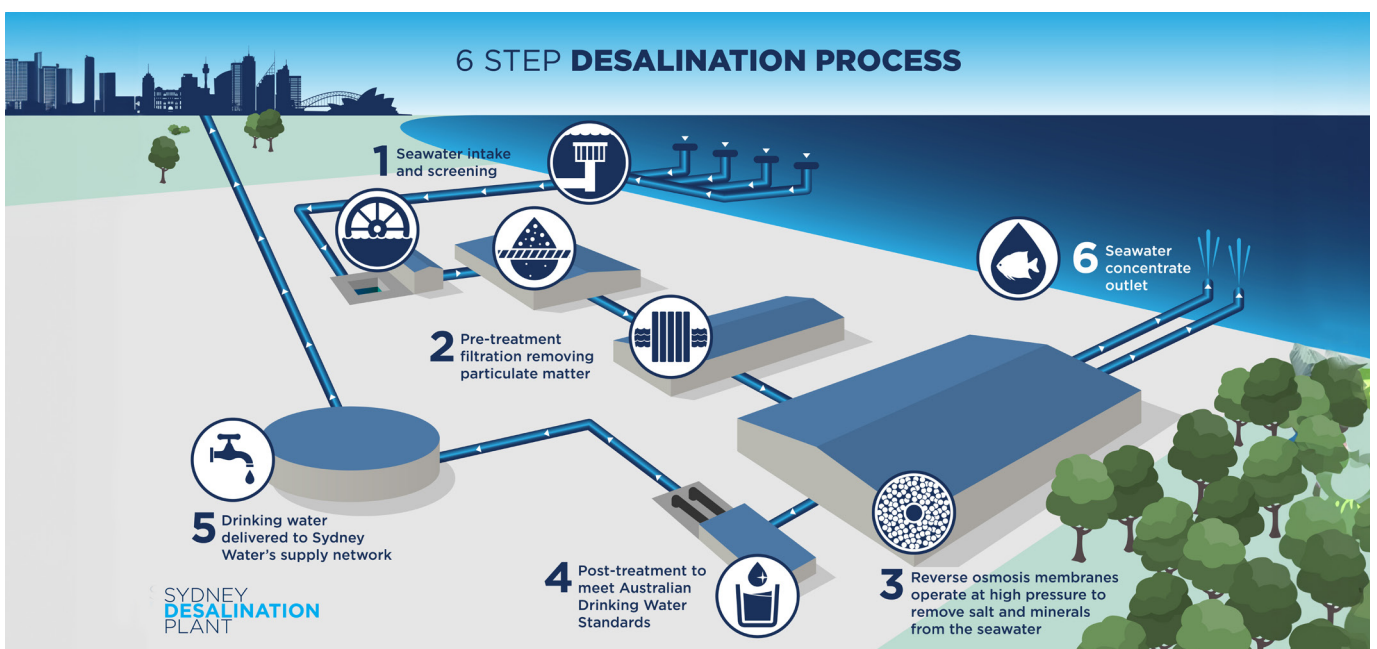 6 STEP DESALINATION PROCESS
1 Seawater intake
and screening
2 Pre-treatment
filtration removing
particulate matter
3 Reverse osmosis membranes
operate at high pressure to
remove salt and minerals
from the seawater
4 Post-treatment to
meet Australian
Drinking Water
Standards
5 Drinking water
delivered to Sydney
Water's supply network
6 Seawater
concentrate
outlet
SYDNEY
DESALINATION
PLANT